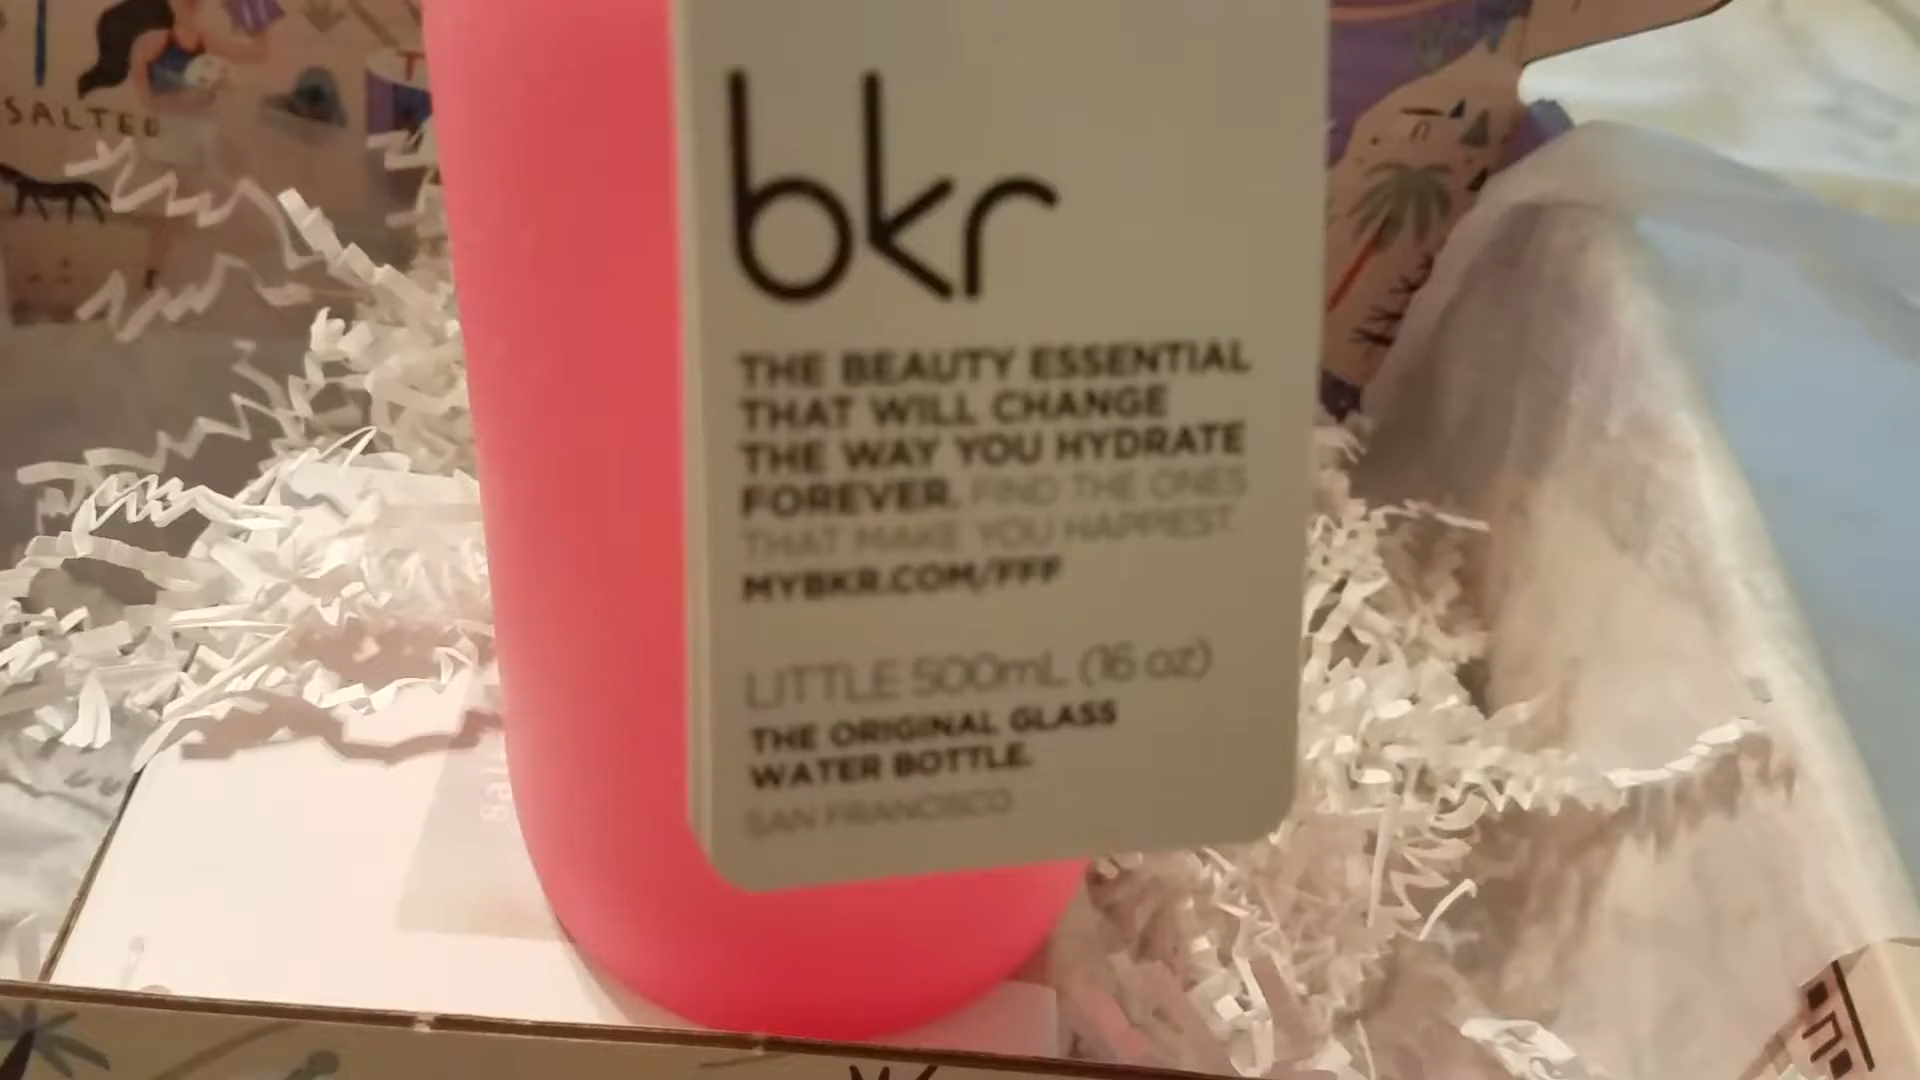 SALTED
bkr
THE BEAUTY ESSENTIAL
THAT WILL CHANGE
THE WAY YOU HYDRATE
FOREVER. FIND THE ONES
THAT MAKE YOU HAPPIEST.
MYBKR.COM/FFF
LITTLE 500mL (16 oz)
THE ORIGINAL GLASS
WATER BOTTLE.
SAN FRANCISCO